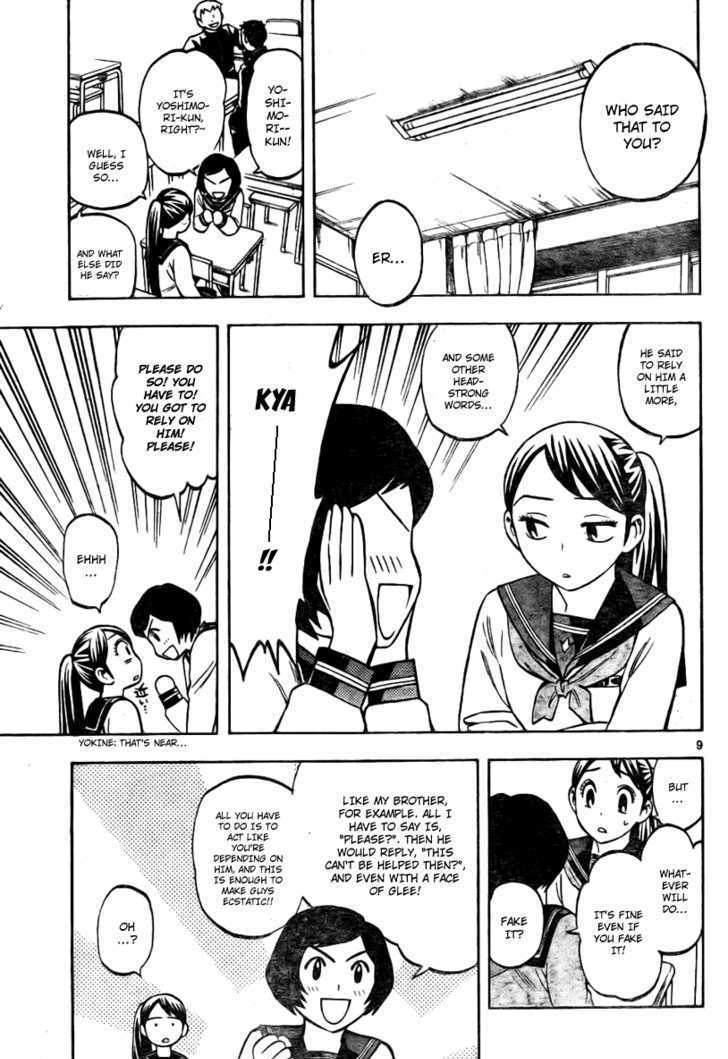 WHO SAID
THAT TO
YOU?
ER...
YO-
SHI-
MO-
RI--
KUN!
IT'S
YOSHIMO-
RI-KUN,
RIGHT?~
WELL, I
GUESS
SO...
AND WHAT
ELSE DID
HE SAY?
HE SAID
TO RELY
ON HIM A
LITTLE
MORE,
AND SOME
OTHER
HEAD-
STRONG
WORDS...
KYA
!!
PLEASE DO
SO! YOU
HAVE TO!
YOU GOT TO
RELY ON
HIM!
PLEASE!
EHHH
...
近い…
YOKINE: THAT'S NEAR...
9
BUT
...
WHAT-
EVER
WILL
DO...
IT'S FINE
EVEN IF
YOU FAKE
IT!
FAKE
IT?
LIKE MY BROTHER,
FOR EXAMPLE. ALL I
HAVE TO SAY IS,
"PLEASE?". THEN HE
WOULD REPLY, "THIS
CAN'T BE HELPED THEN?",
AND EVEN WITH A FACE
OF GLEE!
ALL YOU HAVE
TO DO IS TO
ACT LIKE
YOU'RE
DEPENDING ON
HIM, AND THIS
IS ENOUGH TO
MAKE GUYS
ECSTATIC!!
OH
...?